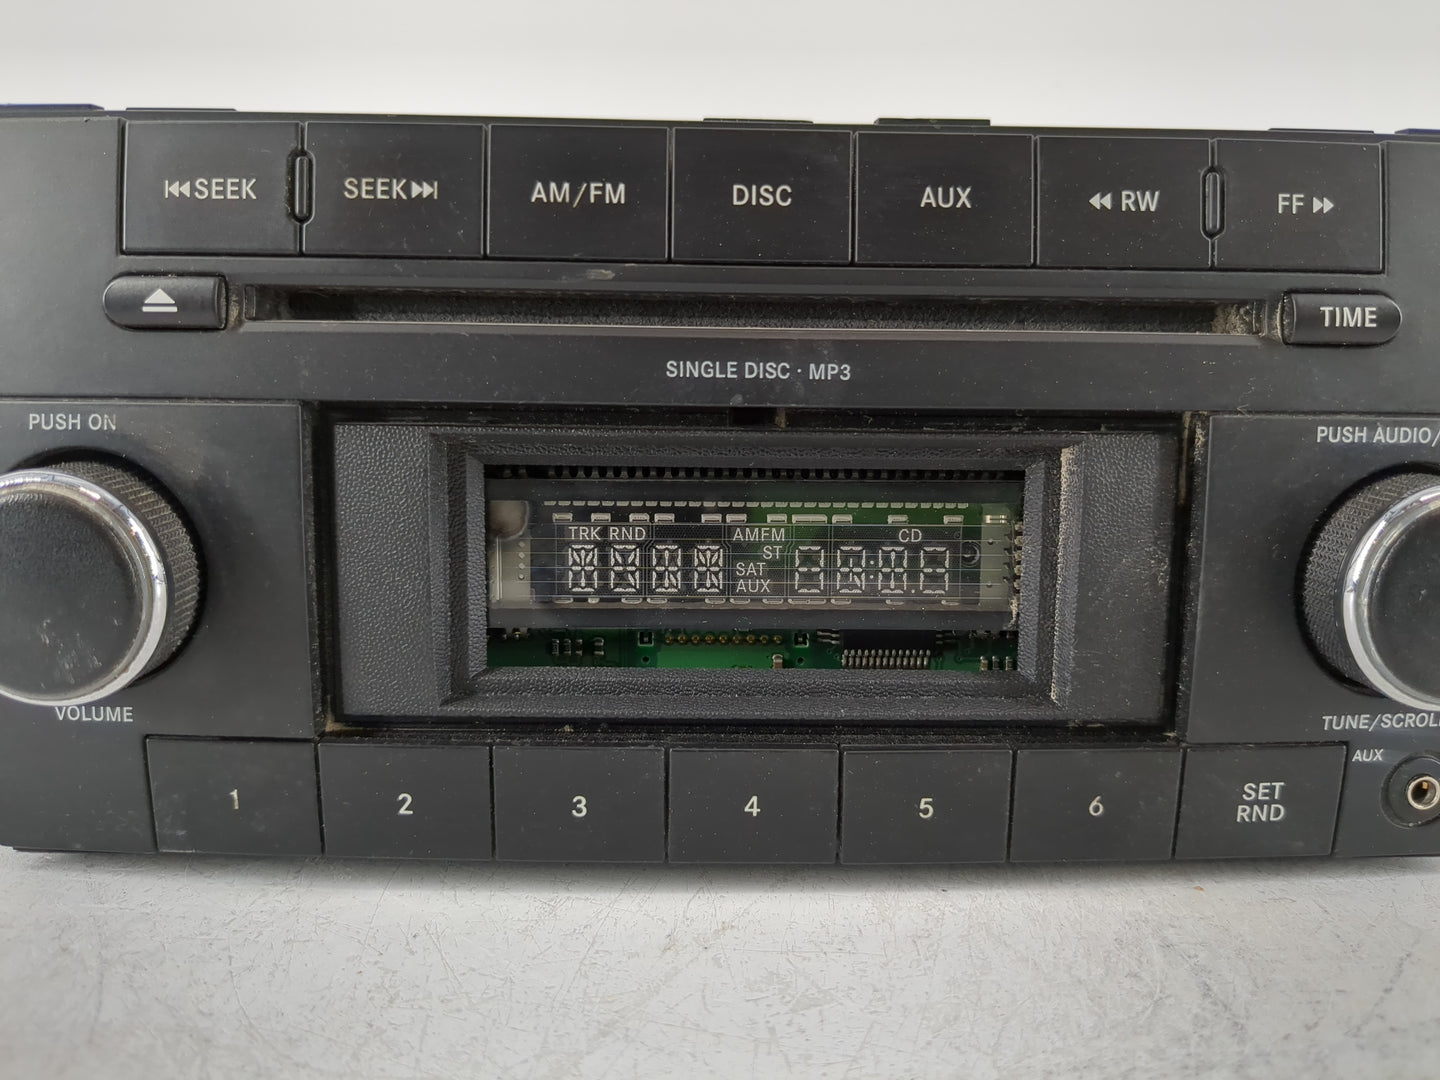 SEEK
SEEK
AM/FM
DISC
AUX
RW
FF
TIME
SINGLE DISC · MP3
PUSH ON
PUSH AUDIO/
TRK RND
AMFM
CD
ST
SAT
AUX
VOLUME
TUNE/SCROLL
AUX
1
2
3
4
5
6
SET
RND